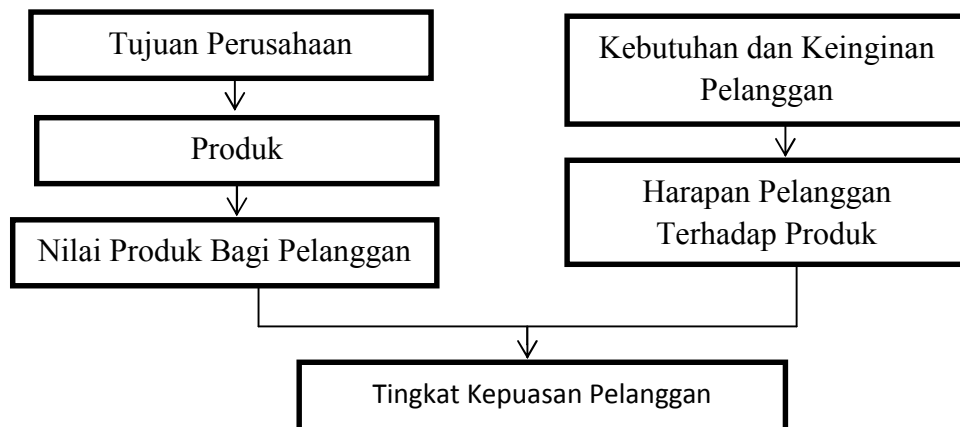 Tujuan Perusahaan
Produk
Nilai Produk Bagi Pelanggan
Kebutuhan dan Keinginan
Pelanggan
Harapan Pelanggan
Terhadap Produk
Tingkat Kepuasan Pelanggan